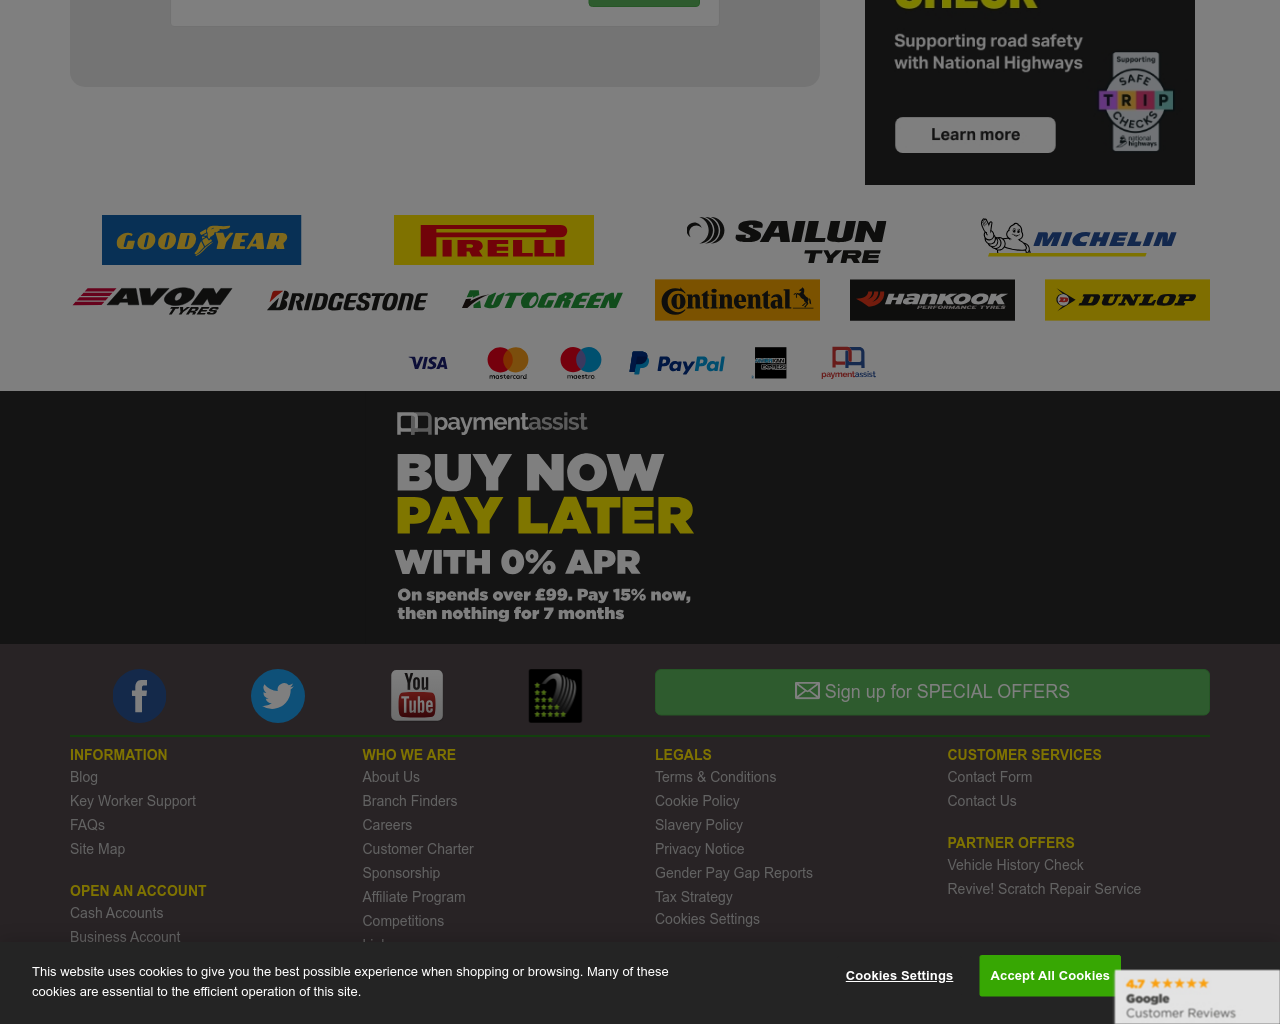 CHECK
Supporting road safety
with National Highways
Supporting
SAFE
TRIP
CHECKS
national
highways
Learn more
GOODYEAR
PIRELLI
SAILUN
TYRE
MICHELIN
AVON
TYRES
BRIDGESTONE
AUTOGREEN
Continental
HANKOOK
PERFORMANCE TYRES
DUNLOP
VISA
mastercard
maestro
PayPal
paymentassist
paymentassist
BUY NOW
PAY LATER
WITH 0% APR
On spends over £99. Pay 15% now,
then nothing for 7 months
You
Tube
Sign up for SPECIAL OFFERS
INFORMATION
Blog
Key Worker Support
FAQs
Site Map
OPEN AN ACCOUNT
Cash Accounts
Business Account
WHO WE ARE
About Us
Branch Finders
Careers
Customer Charter
Sponsorship
Affiliate Program
Competitions
LEGALS
Terms & Conditions
Cookie Policy
Slavery Policy
Privacy Notice
Gender Pay Gap Reports
Tax Strategy
Cookies Settings
CUSTOMER SERVICES
Contact Form
Contact Us
PARTNER OFFERS
Vehicle History Check
Revive! Scratch Repair Service
This website uses cookies to give you the best possible experience when shopping or browsing. Many of these
cookies are essential to the efficient operation of this site.
Cookies Settings
Accept All Cookies
4.7
Google
Customer Reviews